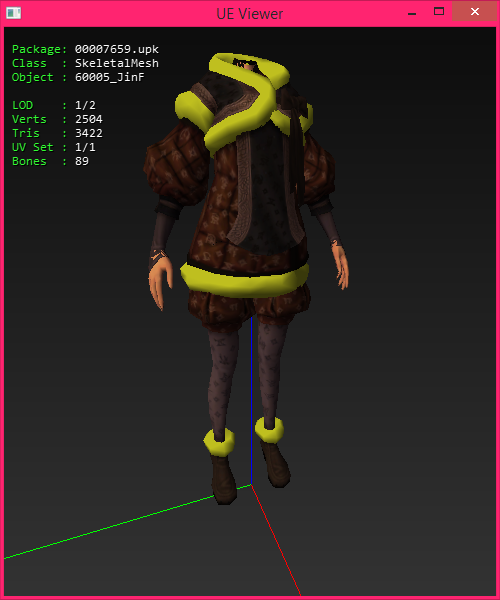 UE Viewer
Package: 00007659.upk
Class : SkeletalMesh
Object : 60005_JinF
LOD : 1/2
Verts : 2504
Tris : 3422
UV Set : 1/1
Bones : 89